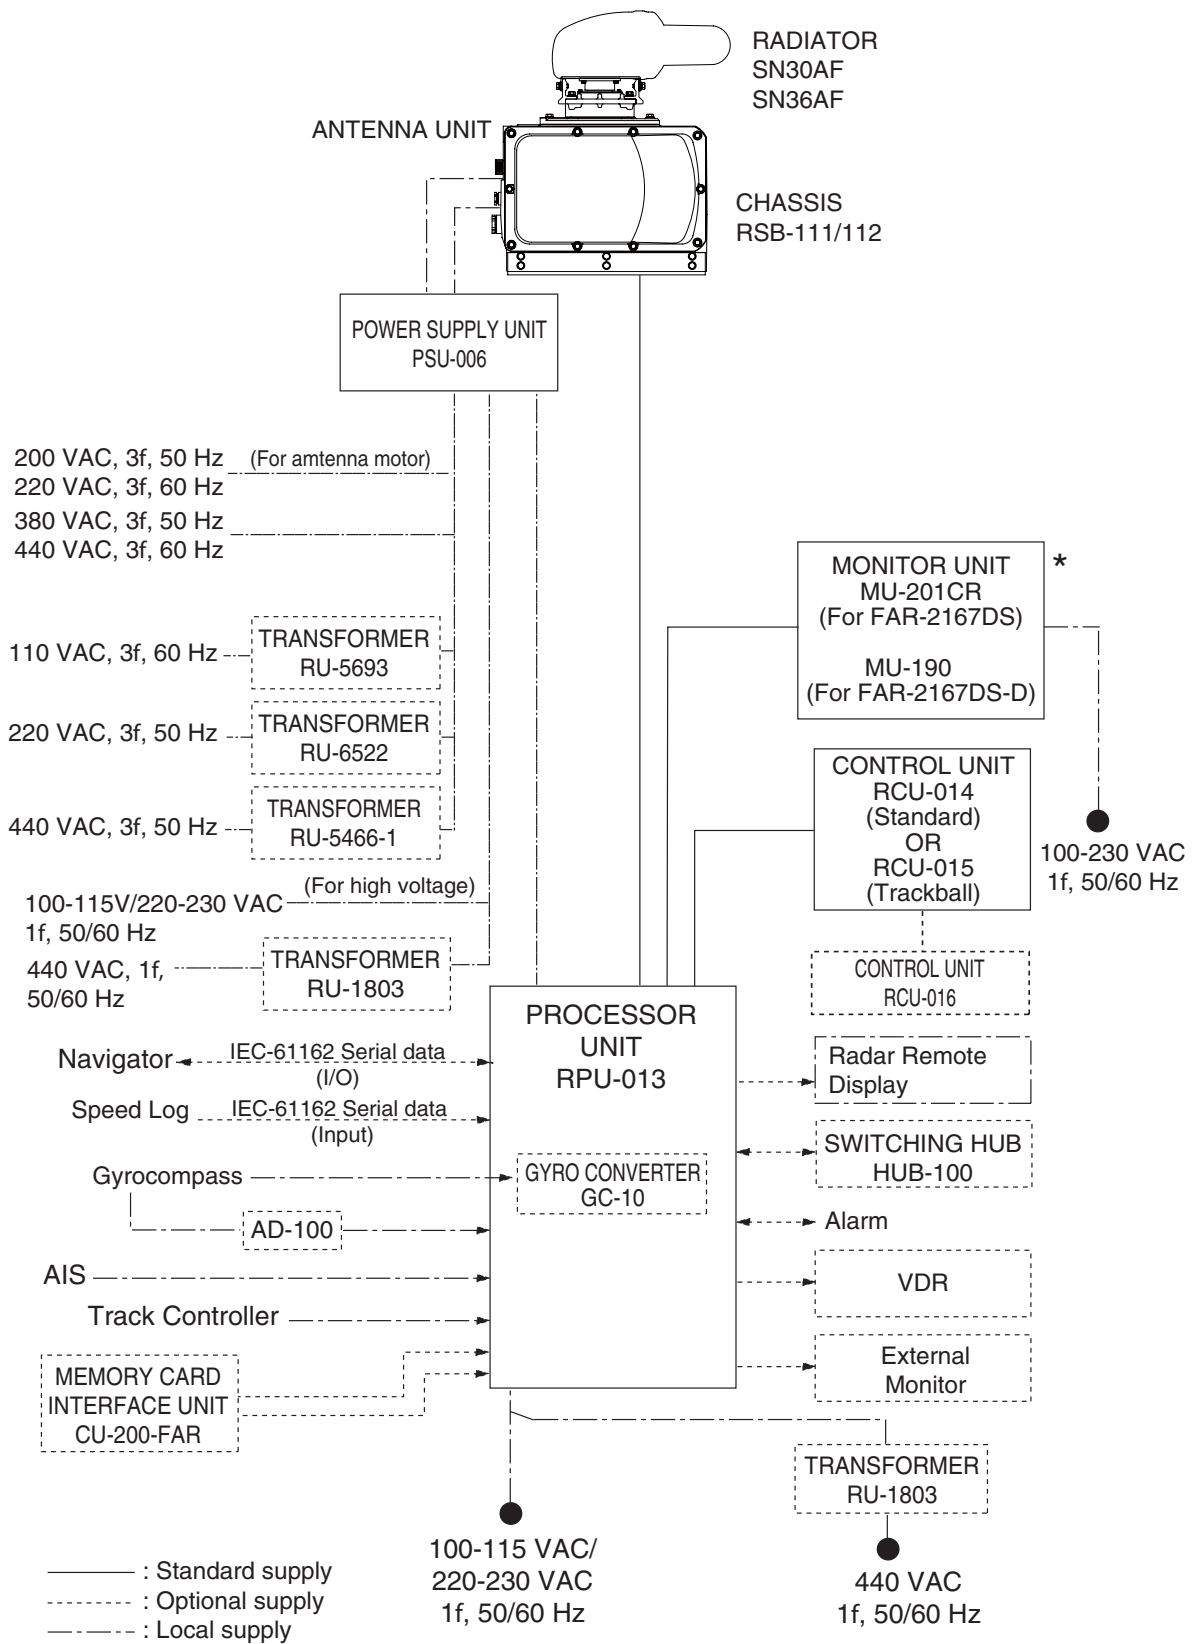 RADIATOR
SN30AF
SN36AF
ANTENNA UNIT
CHASSIS
RSB-111/112
POWER SUPPLY UNIT
PSU-006
200 VAC, 3f, 50 Hz (For amtenna motor)
220 VAC, 3f, 60 Hz
380 VAC, 3f, 50 Hz
440 VAC, 3f, 60 Hz
MONITOR UNIT *
MU-201CR
(For FAR-2167DS)
MU-190
(For FAR-2167DS-D)
110 VAC, 3f, 60 Hz
TRANSFORMER
RU-5693
220 VAC, 3f, 50 Hz
TRANSFORMER
RU-6522
440 VAC, 3f, 50 Hz
TRANSFORMER
RU-5466-1
CONTROL UNIT
RCU-014
(Standard)
OR
RCU-015
(Trackball)
100-230 VAC
1f, 50/60 Hz
(For high voltage)
100-115V/220-230 VAC
1f, 50/60 Hz
440 VAC, 1f,
50/60 Hz
TRANSFORMER
RU-1803
CONTROL UNIT
RCU-016
PROCESSOR
UNIT
RPU-013
Navigator
IEC-61162 Serial data
(I/O)
Speed Log
IEC-61162 Serial data
(Input)
Gyrocompass
GYRO CONVERTER
GC-10
AD-100
AIS
Track Controller
MEMORY CARD
INTERFACE UNIT
CU-200-FAR
Radar Remote
Display
SWITCHING HUB
HUB-100
Alarm
VDR
External
Monitor
TRANSFORMER
RU-1803
100-115 VAC/
220-230 VAC
1f, 50/60 Hz
440 VAC
1f, 50/60 Hz
: Standard supply
: Optional supply
: Local supply